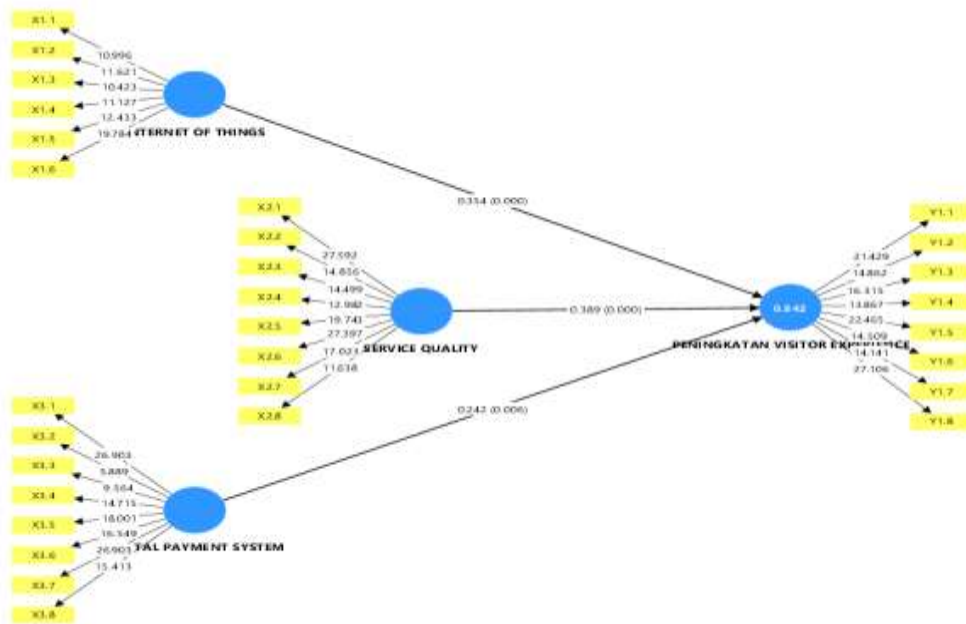 X1.1
X1.2
X1.3
X1.4
X1.5
X1.6
10.996
11.621
10.423
11.127
12.433
19.784
NTERNET OF THINGS
0.354 (0.000)
X2.1
X2.2
X2.3
X2.4
X2.5
X2.6
X2.7
X2.8
27.592
14.856
14.499
12.982
19.743
27.397
17.023
11.638
SERVICE QUALITY
0.389 (0.000)
X3.1
X3.2
X3.3
X3.4
X3.5
X3.6
X3.7
X3.8
26.903
5.889
9.564
14.715
18.001
16.549
26.903
15.413
TAL PAYMENT SYSTEM
0.242 (0.006)
0.842
PENINGKATAN VISITOR EXPERIENCE
21.429
14.862
16.315
13.867
22.465
14.509
14.141
27.106
Y1.1
Y1.2
Y1.3
Y1.4
Y1.5
Y1.6
Y1.7
Y1.8